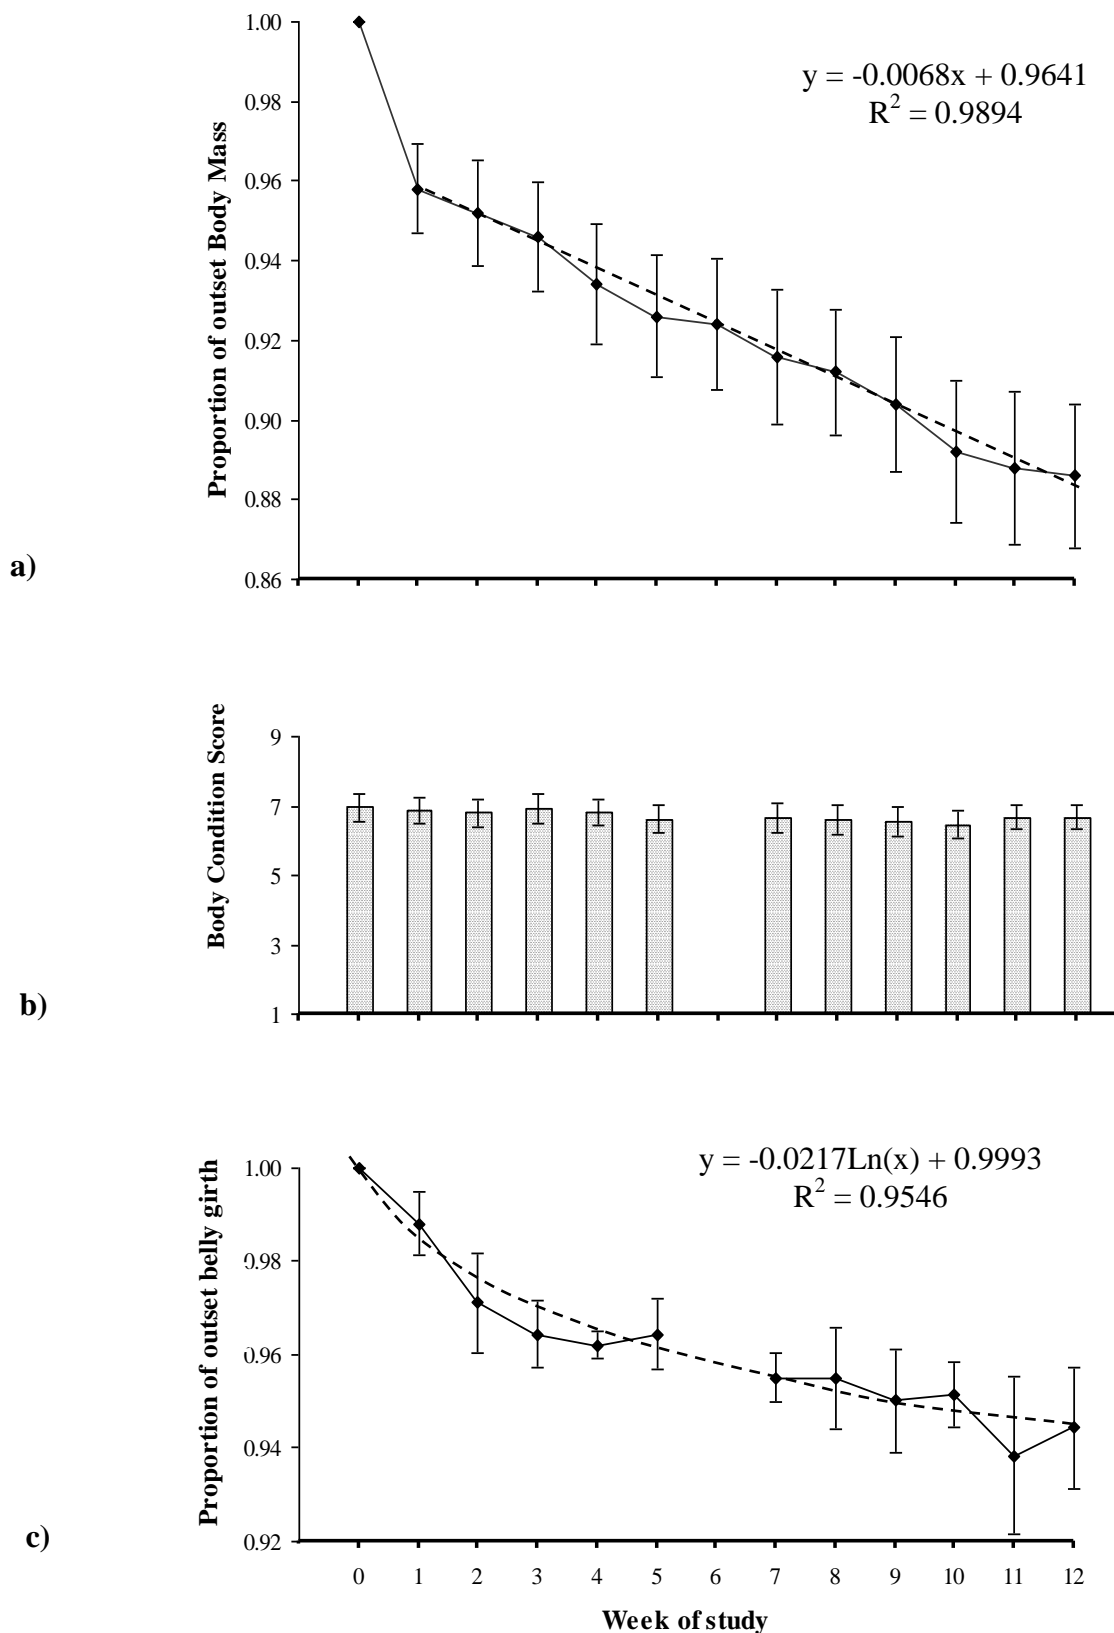 a)
Proportion of outset Body Mass
1.00
0.98
0.96
0.94
0.92
0.90
0.88
0.86
y = -0.0068x + 0.9641
R² = 0.9894
b)
Body Condition Score
9
7
5
3
1
c)
Proportion of outset belly girth
1.00
0.98
0.96
0.94
0.92
y = -0.0217Ln(x) + 0.9993
R² = 0.9546
0 1 2 3 4 5 6 7 8 9 10 11 12
Week of study